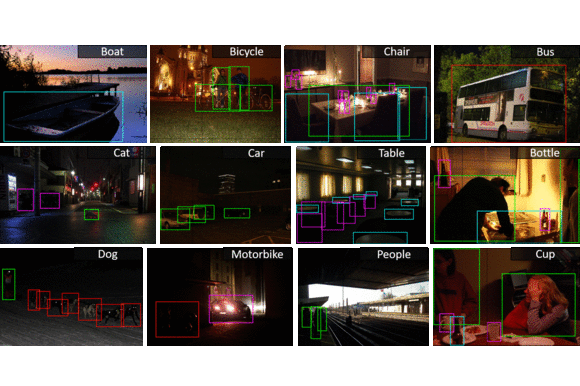 Boat
Bicycle
Chair
Bus
Cat
Car
Table
Bottle
Dog
Motorbike
People
Cup